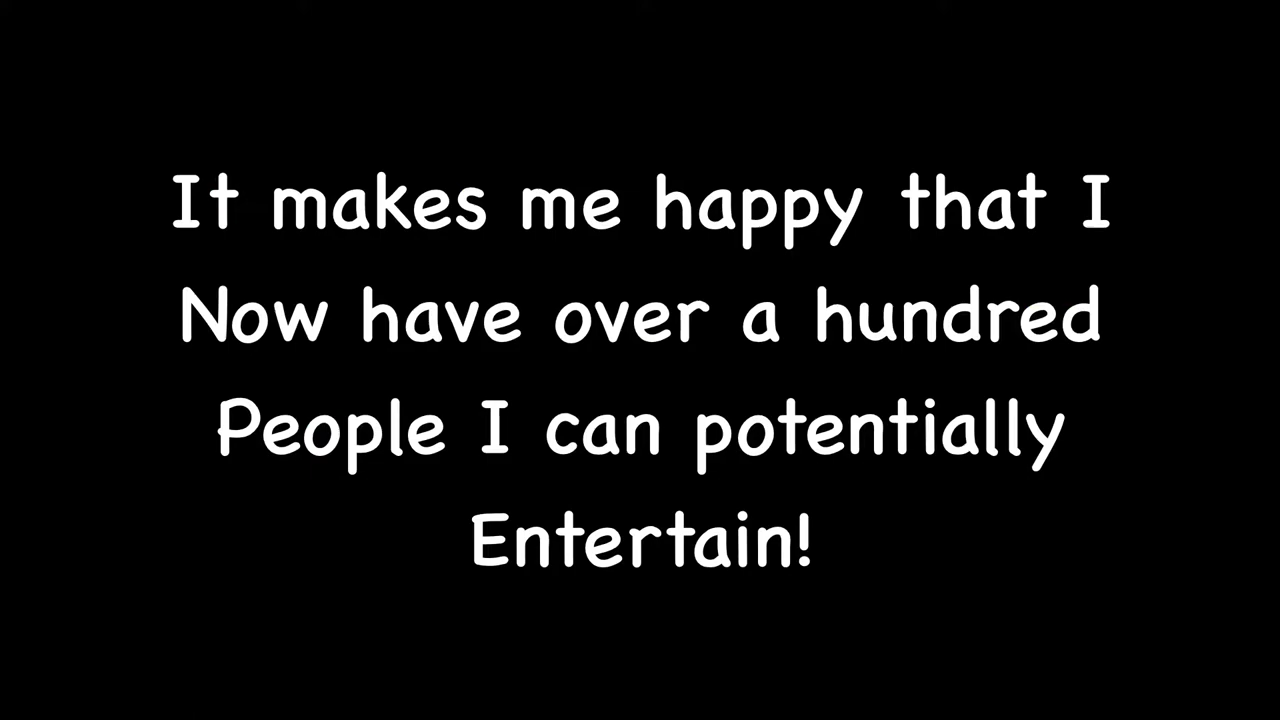 It makes me happy that I
Now have over a hundred
People I can potentially
Entertain!